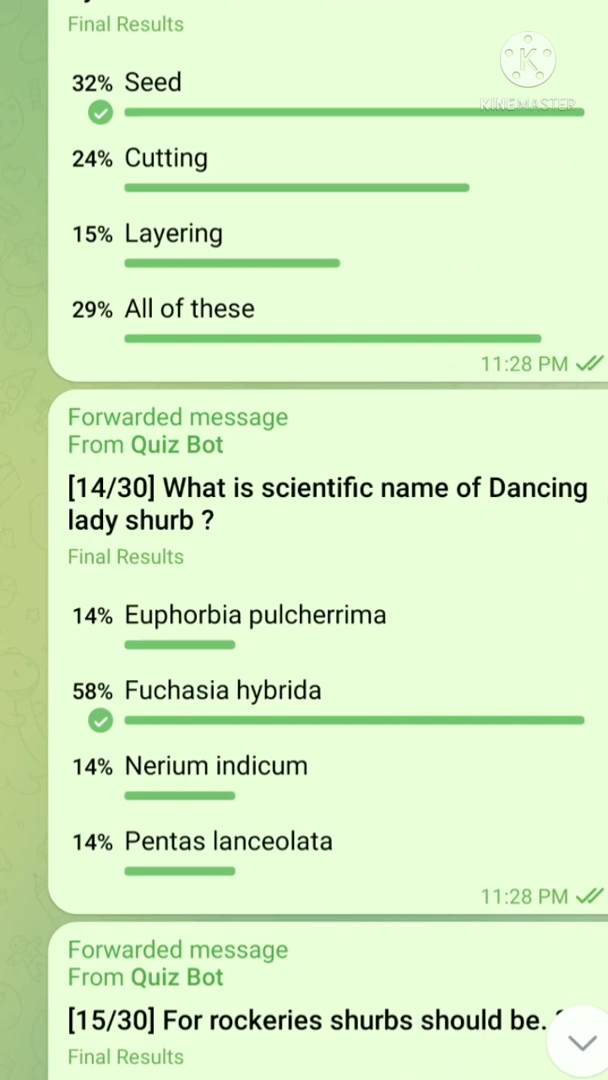 Final Results
32% Seed
K
KINEMASTER
24% Cutting
15% Layering
29% All of these
11:28 PM
Forwarded message
From Quiz Bot
[14/30] What is scientific name of Dancing
lady shurb ?
Final Results
14% Euphorbia pulcherrima
58% Fuchasia hybrida
14% Nerium indicum
14% Pentas lanceolata
11:28 PM
Forwarded message
From Quiz Bot
[15/30] For rockeries shurbs should be.
Final Results